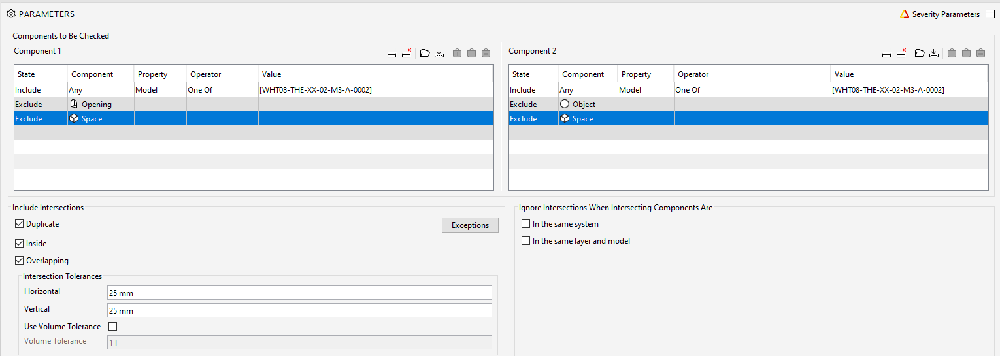 PARAMETERS
Severity Parameters
Components to Be Checked
Component 1
State Component Property Operator Value
Include Any Model One Of [WHT08-THE-XX-02-M3-A-0002]
Exclude Opening
Exclude Space
Component 2
State Component Property Operator Value
Include Any Model One Of [WHT08-THE-XX-02-M3-A-0002]
Exclude Object
Exclude Space
Include Intersections
Duplicate
Exceptions
Inside
Overlapping
Intersection Tolerances
Horizontal 25 mm
Vertical 25 mm
Use Volume Tolerance
Volume Tolerance 1 l
Ignore Intersections When Intersecting Components Are
In the same system
In the same layer and model